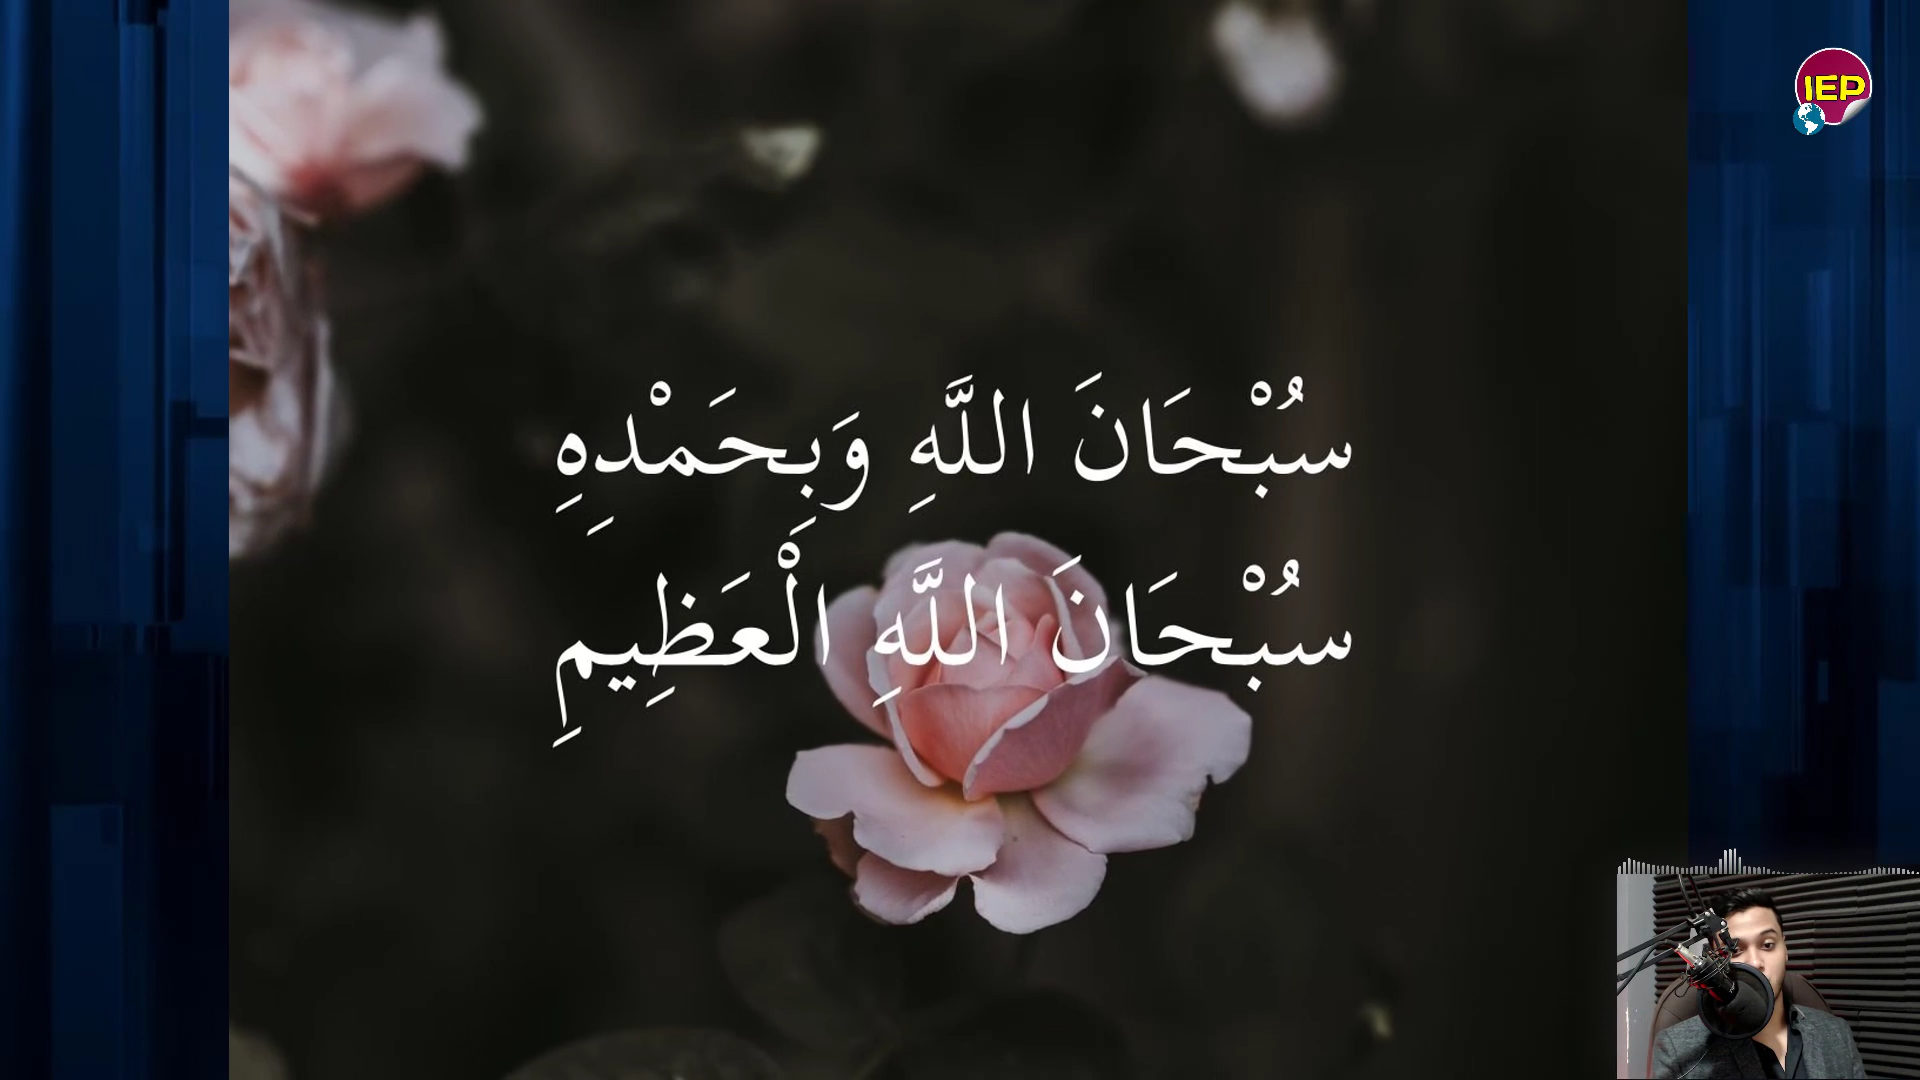 IEP
سُبْحَانَ اللَّهِ وَبِحَمْدِهِ
سُبْحَانَ اللَّهِ الْعَظِيمِ